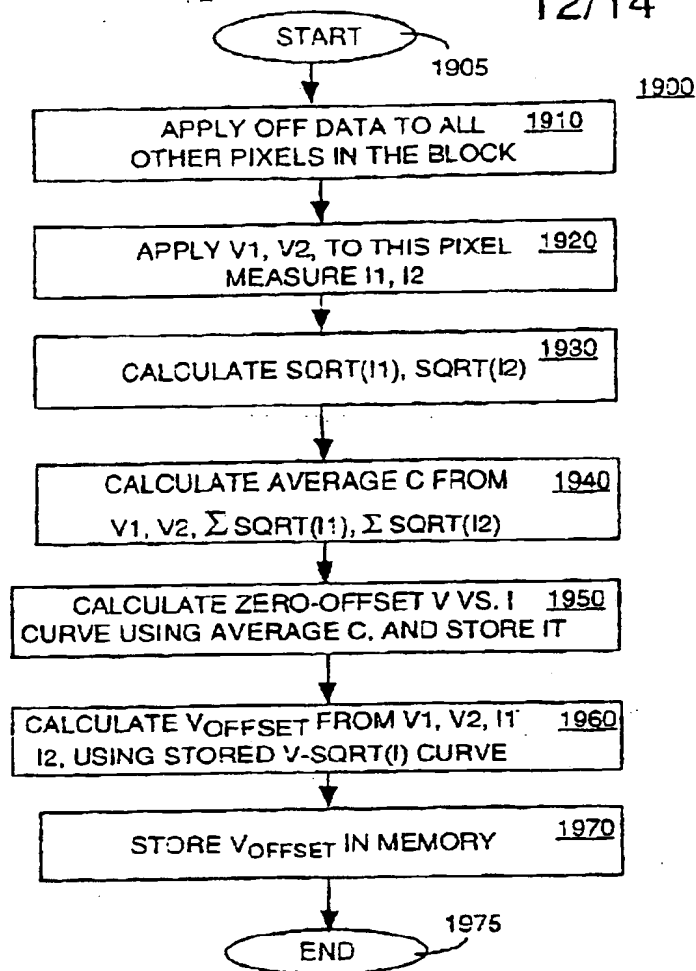 12/14
START
1905
1900
APPLY OFF DATA TO ALL 1910
OTHER PIXELS IN THE BLOCK
APPLY V1, V2, TO THIS PIXEL 1920
MEASURE I1, I2
1930
CALCULATE SQRT(I1), SQRT(I2)
CALCULATE AVERAGE C FROM 1940
V1, V2, Σ SQRT(I1), Σ SQRT(I2)
CALCULATE ZERO-OFFSET V VS. I 1950
CURVE USING AVERAGE C, AND STORE IT
CALCULATE VOFFSET FROM V1, V2, I1 1960
I2, USING STORED V-SQRT(I) CURVE
STORE VOFFSET IN MEMORY 1970
1975
END